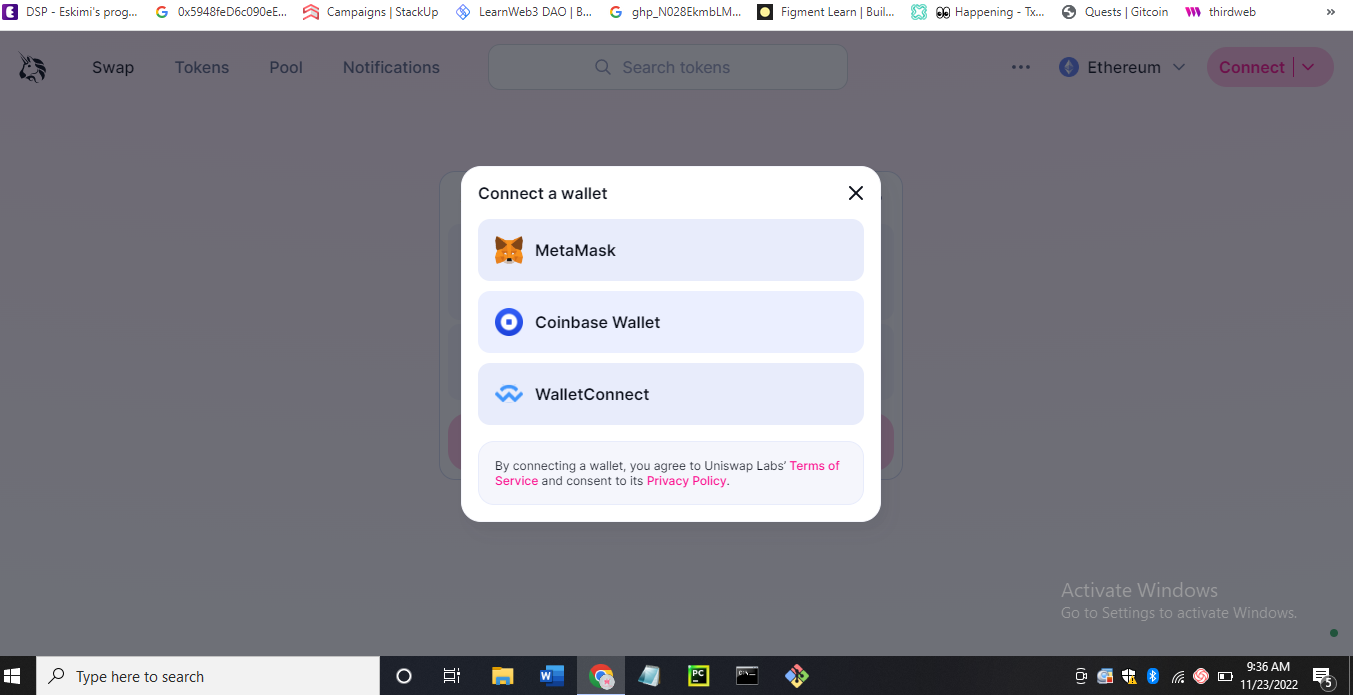 DSP - Eskimi's prog...
0x5948feD6c090eE...
Campaigns | StackUp
LearnWeb3 DAO | B...
ghp_N028EkmbLM...
Figment Learn | Buil...
Happening - Tx...
Quests | Gitcoin
thirdweb
»
Swap
Tokens
Pool
Notifications
Search tokens
Ethereum
Connect
Connect a wallet
MetaMask
Coinbase Wallet
WalletConnect
By connecting a wallet, you agree to Uniswap Labs’ Terms of
Service and consent to its Privacy Policy.
Activate Windows
Go to Settings to activate Windows.
Type here to search
W
PC
9:36 AM
11/23/2022
5